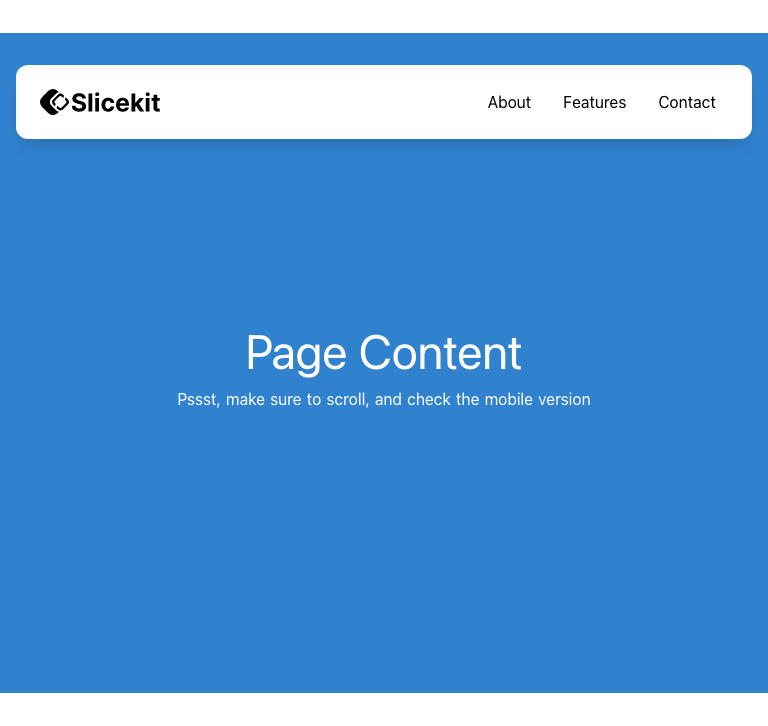 Slicekit
About
Features
Contact
Page Content
Pssst, make sure to scroll, and check the mobile version